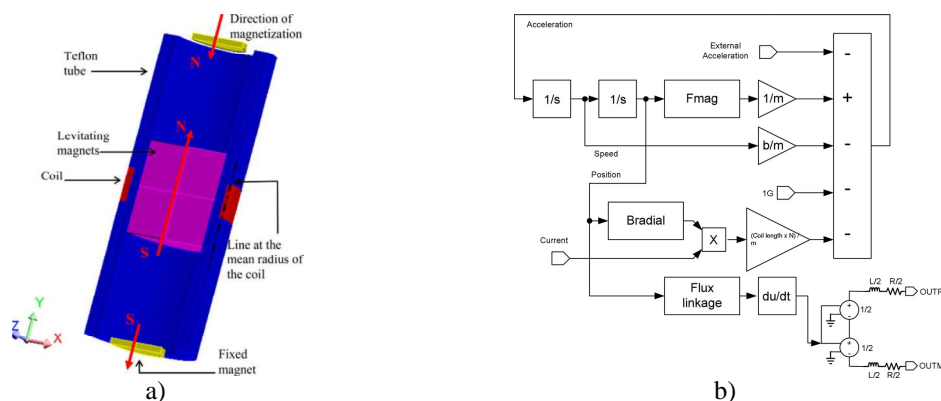 Direction of
magnetization
Teflon
tube
N
Levitating
magnets
N
Coil
Line at the
mean radius of
the coil
S
S
Fixed
magnet
Y
Z
X
a)
Acceleration
External
Acceleration
-
1/s
1/s
Fmag
1/m
+
b/m
-
Speed
Position
1G
-
Bradial
X
(Coil length x N) /
m
-
Current
Flux
linkage
du/dt
L/2
R/2
OUTP
+
-
1/2
+
-
1/2
L/2
R/2
OUTM
b)